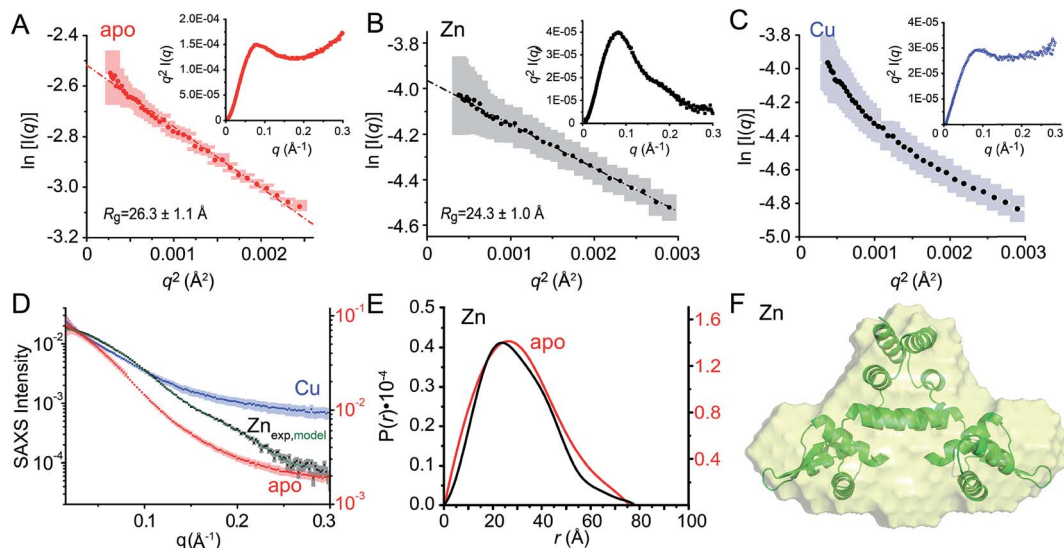 A
apo
-2.4
-2.6
-2.8
-3.0
-3.2
ln [I(q)]
0
0.001
0.002
q² (Å²)
Rg=26.3 ± 1.1 Å
q² I(q)
1.7E-04
1.5E-04
1.0E-04
5.0E-05
0
0
0.1
0.2
0.3
q (Å-¹)
B
Zn
-3.8
-4.0
-4.2
-4.4
-4.6
ln [I(q)]
0
0.001
0.002
0.003
q² (Å²)
Rg=24.3 ± 1.0 Å
q² I(q)
4E-05
3E-05
2E-05
1E-05
0
0
0.1
0.2
0.3
q (Å-¹)
C
Cu
-3.8
-4.0
-4.2
-4.4
-4.6
-4.8
-5.0
ln [I(q)]
0
0.001
0.002
0.003
q² (Å²)
q² I(q)
4E-05
3E-05
2E-05
1E-05
0
0
0.1
0.2
0.3
q (Å-¹)
D
SAXS Intensity
10-²
10-³
10-⁴
10-¹
10-²
10-³
Cu
Znexp,model
apo
0.1
0.2
0.3
q(Å-¹)
E
Zn
apo
P(r)•10-⁴
0.5
0.4
0.3
0.2
0.1
0.0
1.6
1.2
0.8
0.4
0
20
40
60
80
100
r (Å)
F
Zn